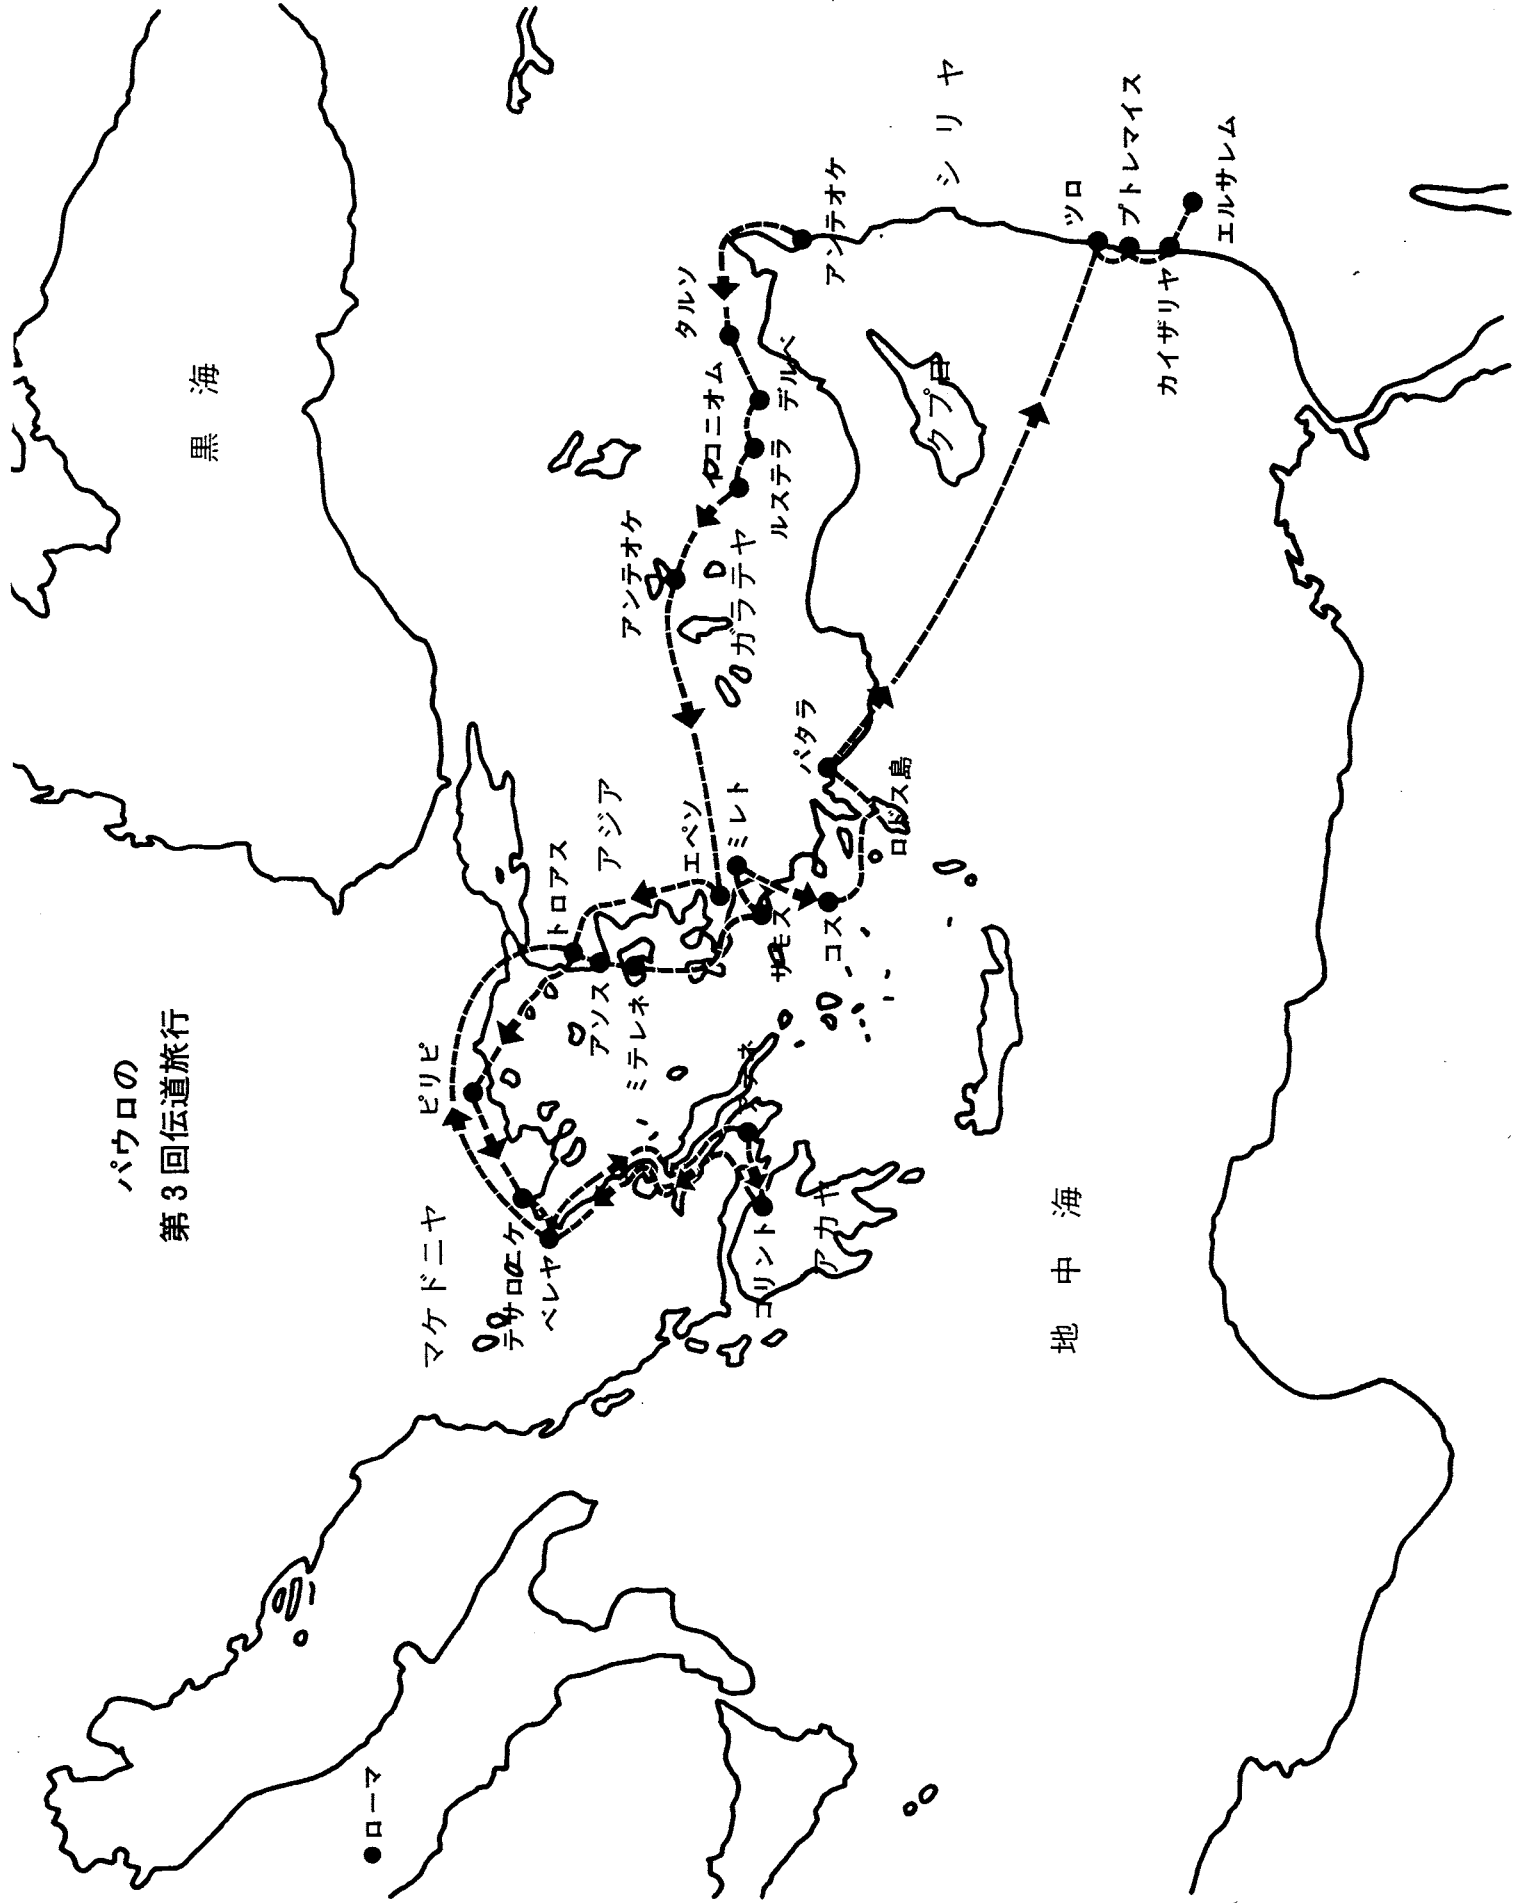 パウロの
第3回伝道旅行
黒海
マケドニヤ
ピリピ
テサロニケ
ベレヤ
トロアス
アソス
ミテレネ
アジア
エペソ
ミレト
サモス
コス
ロドス島
パタラ
アンテオケ
ガラテヤ
イコニオム
ルステラ
デルベ
タルソ
アンテオケ
シリヤ
クプロ
ツロ
プトレマイス
カイザリヤ
エルサレム
アテネ
コリント
アカヤ
地中海
ローマ